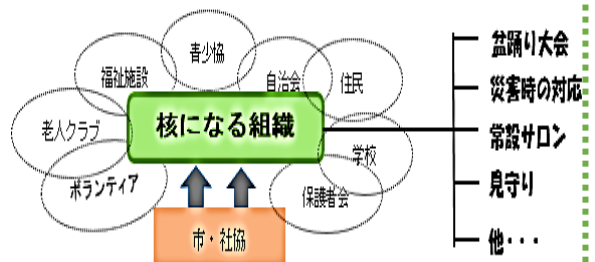 青少協
福祉施設
自治会
住民
老人クラブ
核になる組織
学校
ボランティア
保護者会
市・社協
盆踊り大会
災害時の対応
常設サロン
見守り
他・・・